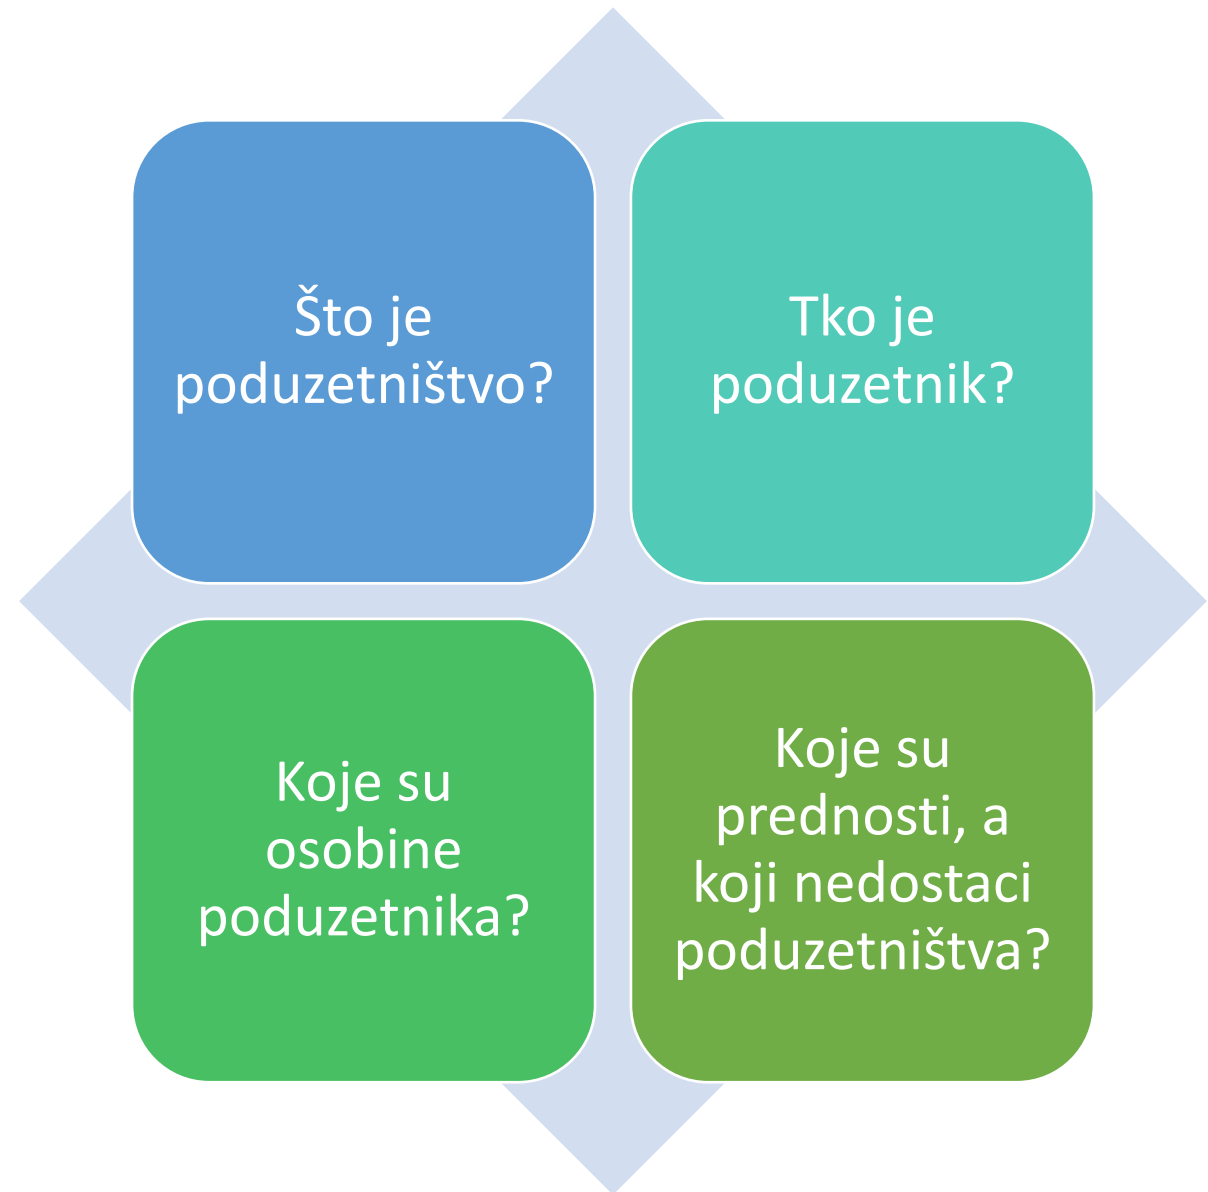 Što je
poduzetništvo?
Tko je
poduzetnik?
Koje su
osobine
poduzetnika?
Koje su
prednosti, a
koji nedostaci
poduzetništva?